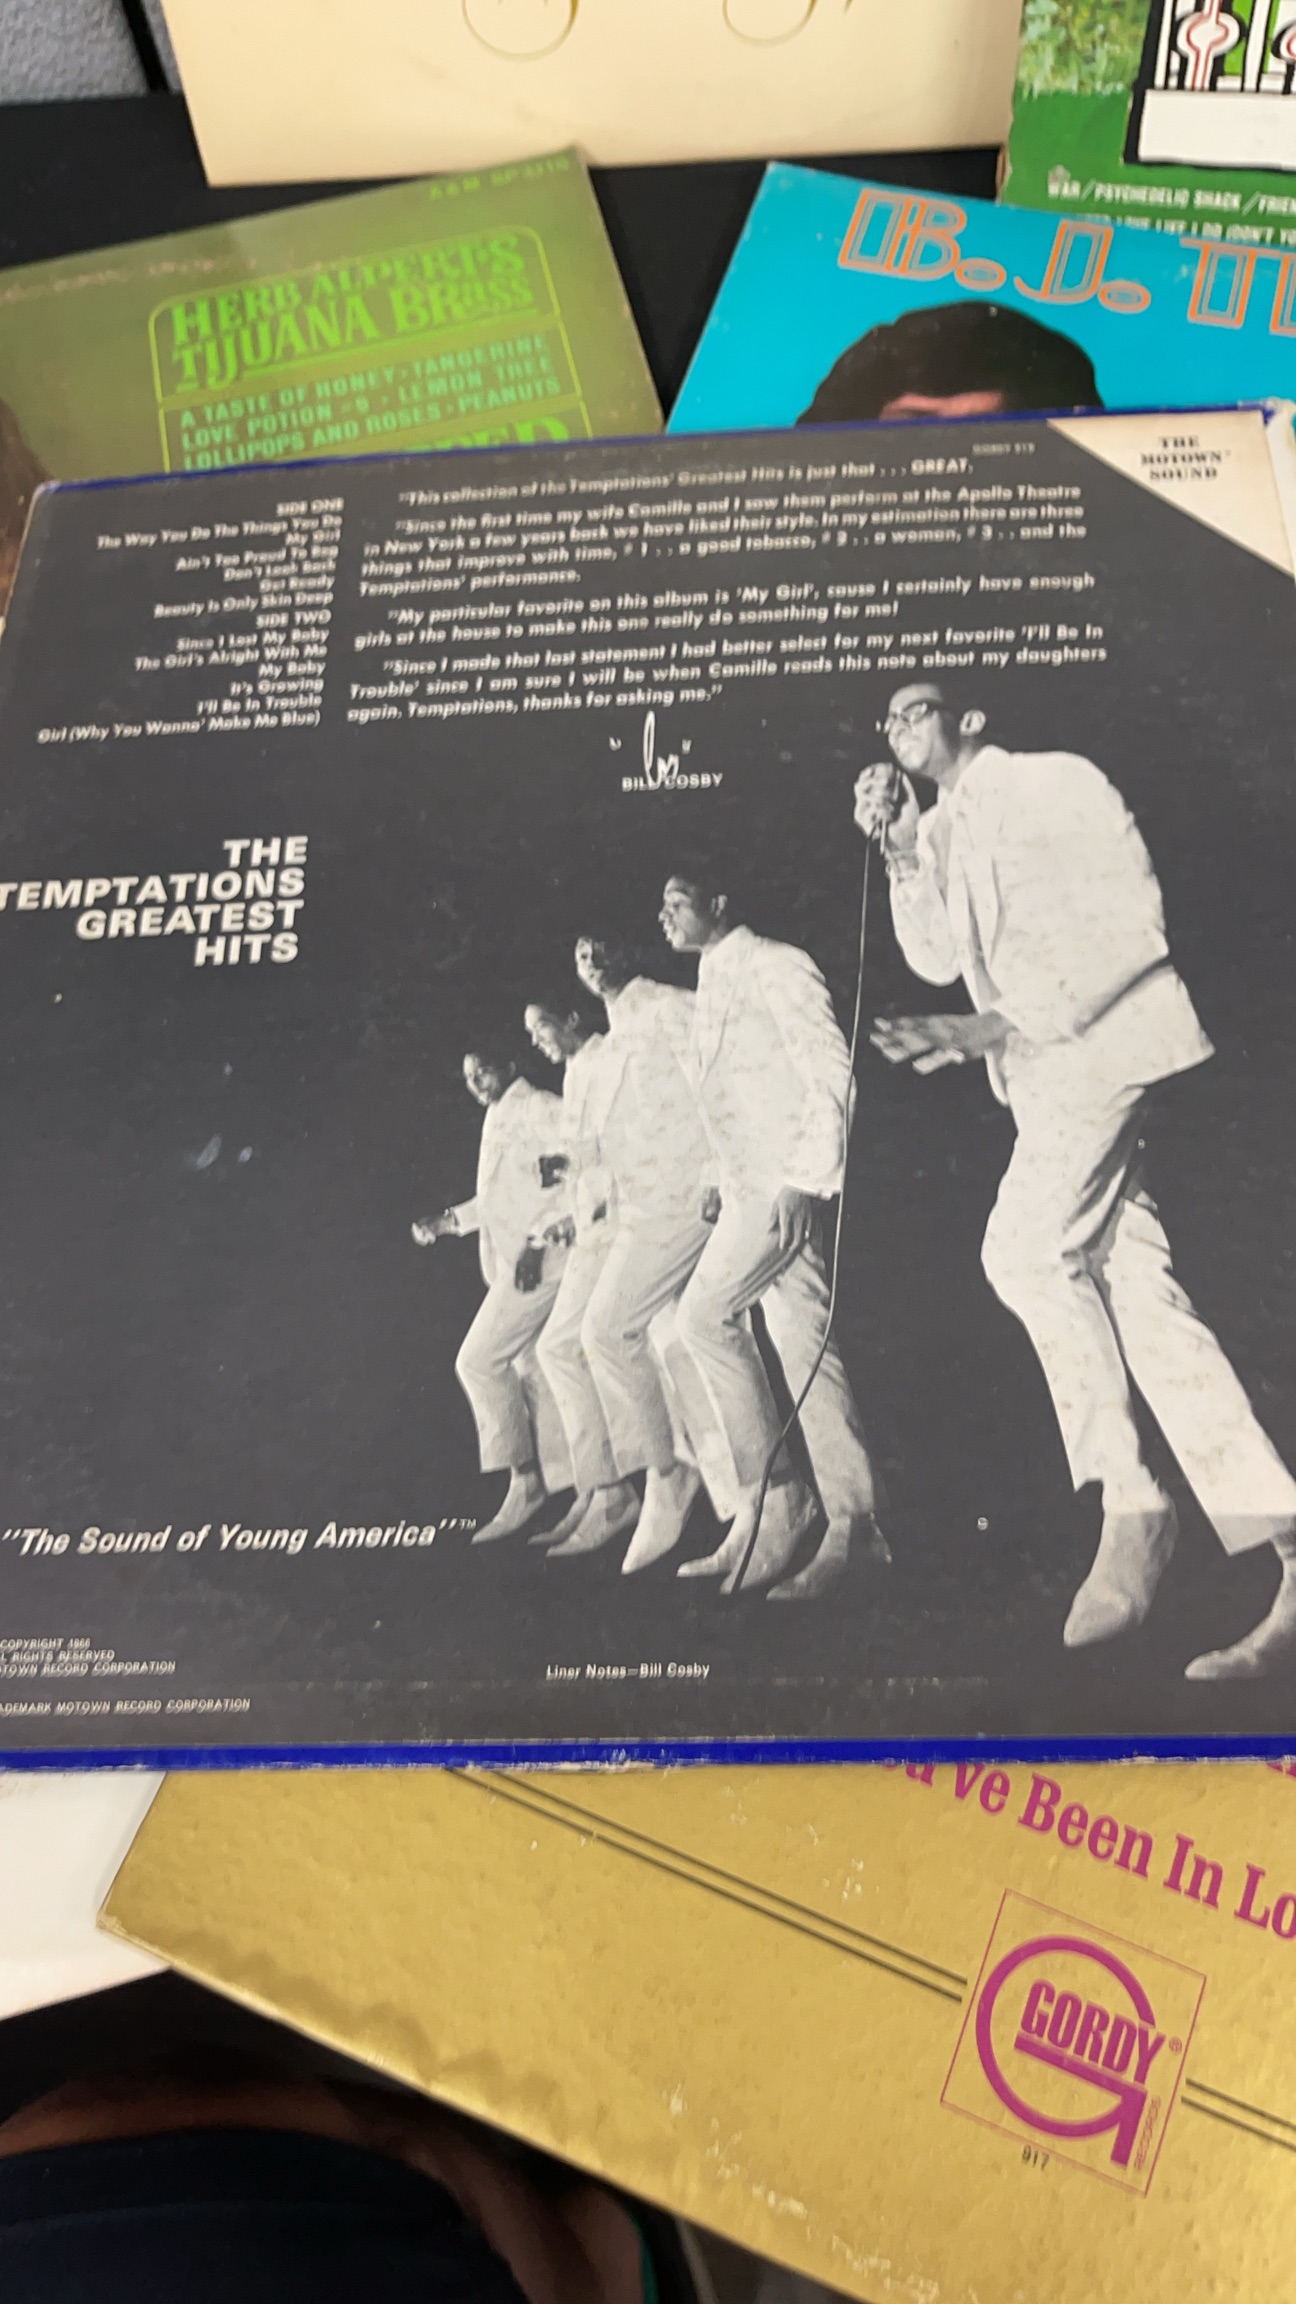 WAR/PSYCHEDELIC SHACK/FRIEN
B.J. T
A & M SP 4110
HERB ALPERT'S
TIJUANA BRass
A TASTE OF HONEY • TANGERINE
LOVE POTION #9 • LEMON TREE
LOLLIPOPS AND ROSES • PEANUTS
THE
MOTOWN
SOUND
SIDE ONE
The Way You Do The Things You Do
My Girl
Ain't Too Proud To Beg
Don't Look Back
Get Ready
Beauty Is Only Skin Deep
SIDE TWO
Since I Lost My Baby
The Girl's Alright With Me
My Baby
It's Growing
I'll Be In Trouble
Girl (Why You Wanna' Make Me Blue)
"This collection of the Temptations' Greatest Hits is just that . . . GREAT.
"Since the first time my wife Camille and I saw them perform at the Apollo Theatre
in New York a few years back we have liked their style. In my estimation there are three
things that improve with time, # 1 . . a good tobacco, # 2 . . a woman, # 3 . . and the
Temptations' performance.
"My particular favorite on this album is 'My Girl', cause I certainly have enough
girls at the house to make this one really do something for me!
"Since I made that last statement I had better select for my next favorite 'I'll Be In
Trouble' since I am sure I will be when Camille reads this note about my daughters
again. Temptations, thanks for asking me."
BILL COSBY
THE
TEMPTATIONS
GREATEST
HITS
"The Sound of Young America"™
COPYRIGHT 1966
L RIGHTS RESERVED
TOWN RECORD CORPORATION
ADEMARK MOTOWN RECORD CORPORATION
Liner Notes—Bill Cosby
u've Been In Lo
GORDY®
RECORDS
917